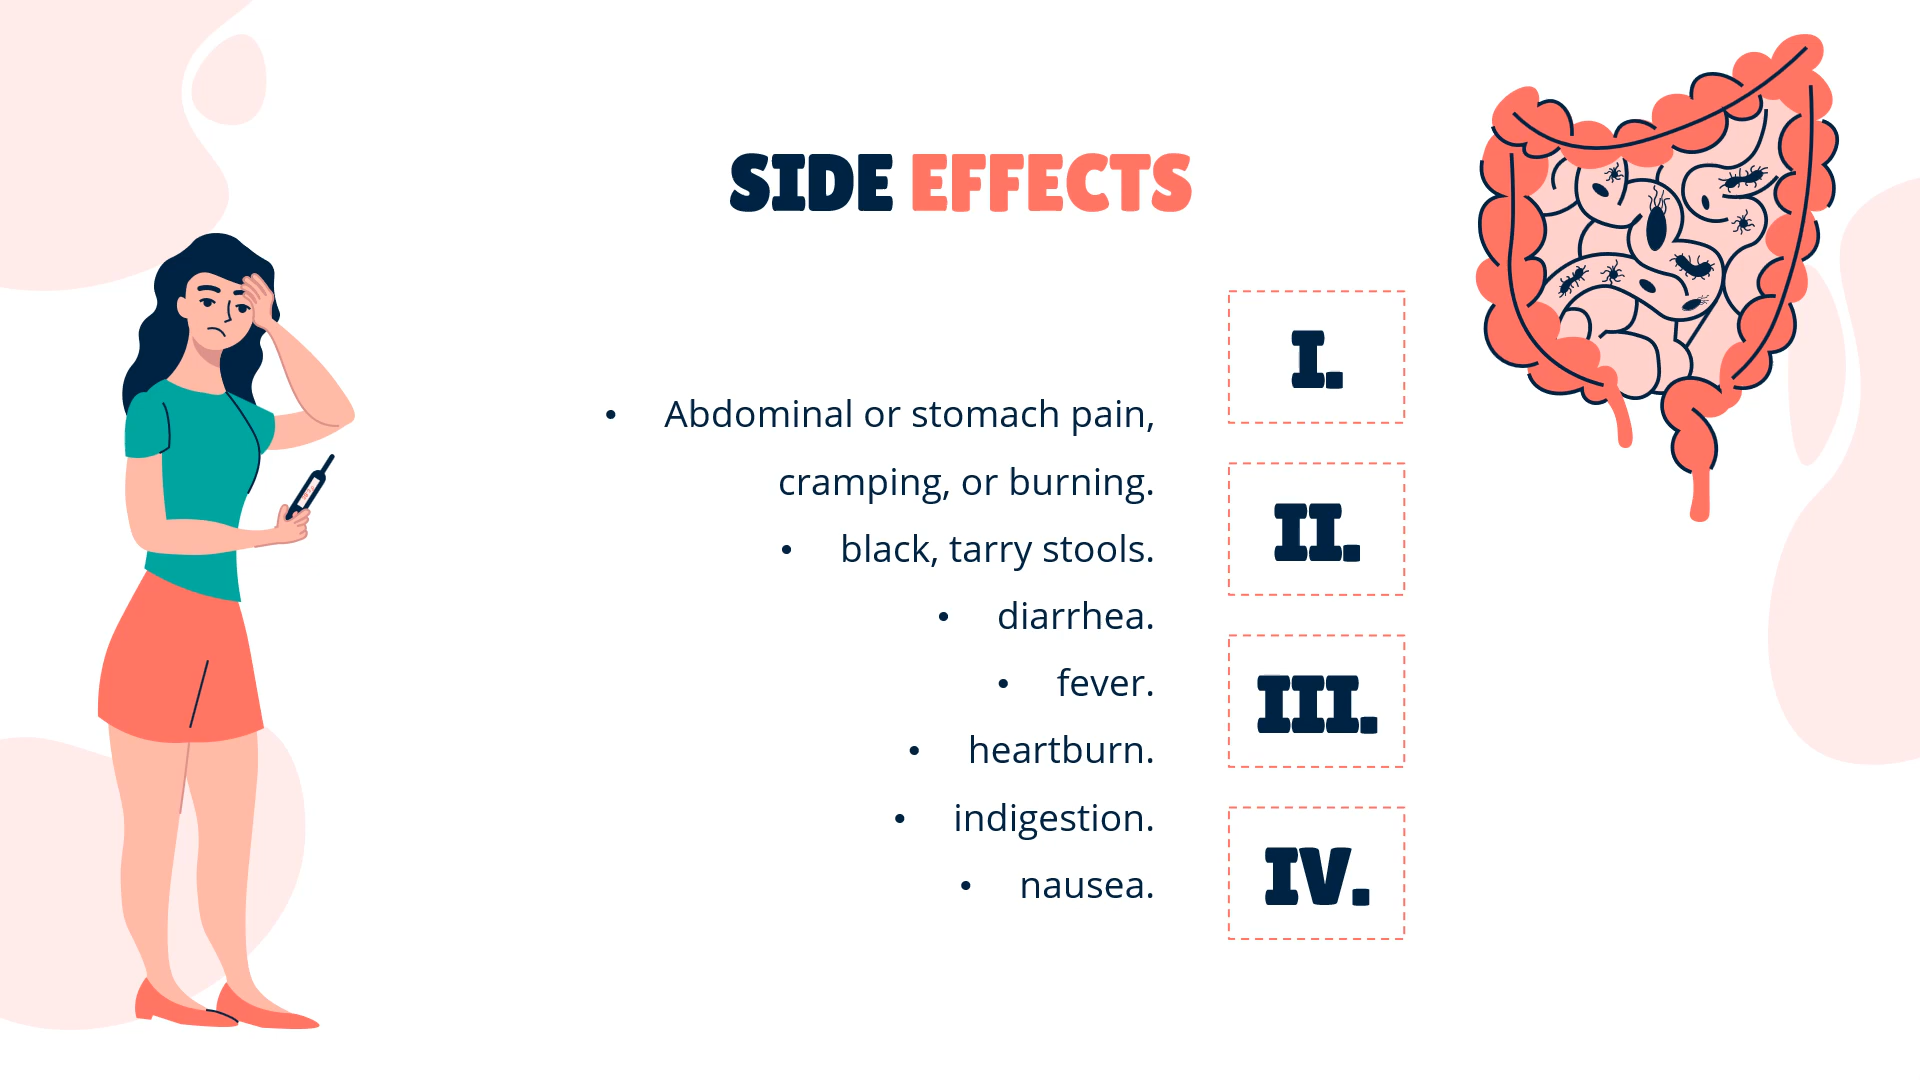 SIDE EFFECTS
• Abdominal or stomach pain,
cramping, or burning.
• black, tarry stools.
• diarrhea.
• fever.
• heartburn.
• indigestion.
• nausea.
I.
II.
III.
IV.